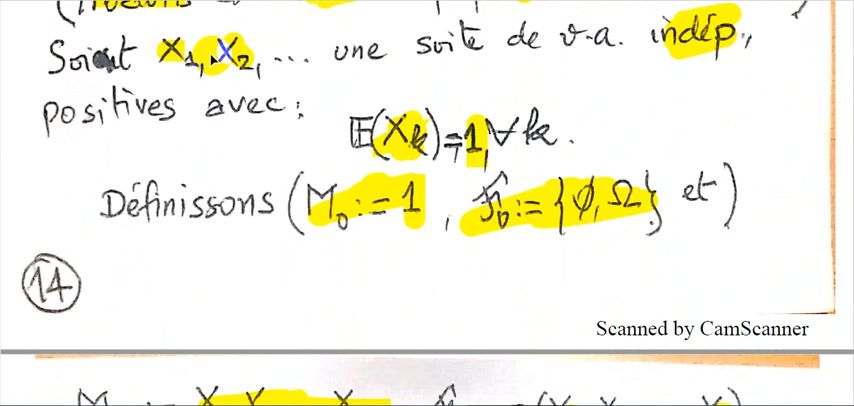 Soient X₁, X₂, ... une suite de v.a. indép.,
positives avec :
𝔼(X_k) = 1, ∀k.
Définissons (M₀ := 1, ℱ₀ := {∅, Ω} et)
14
Scanned by CamScanner